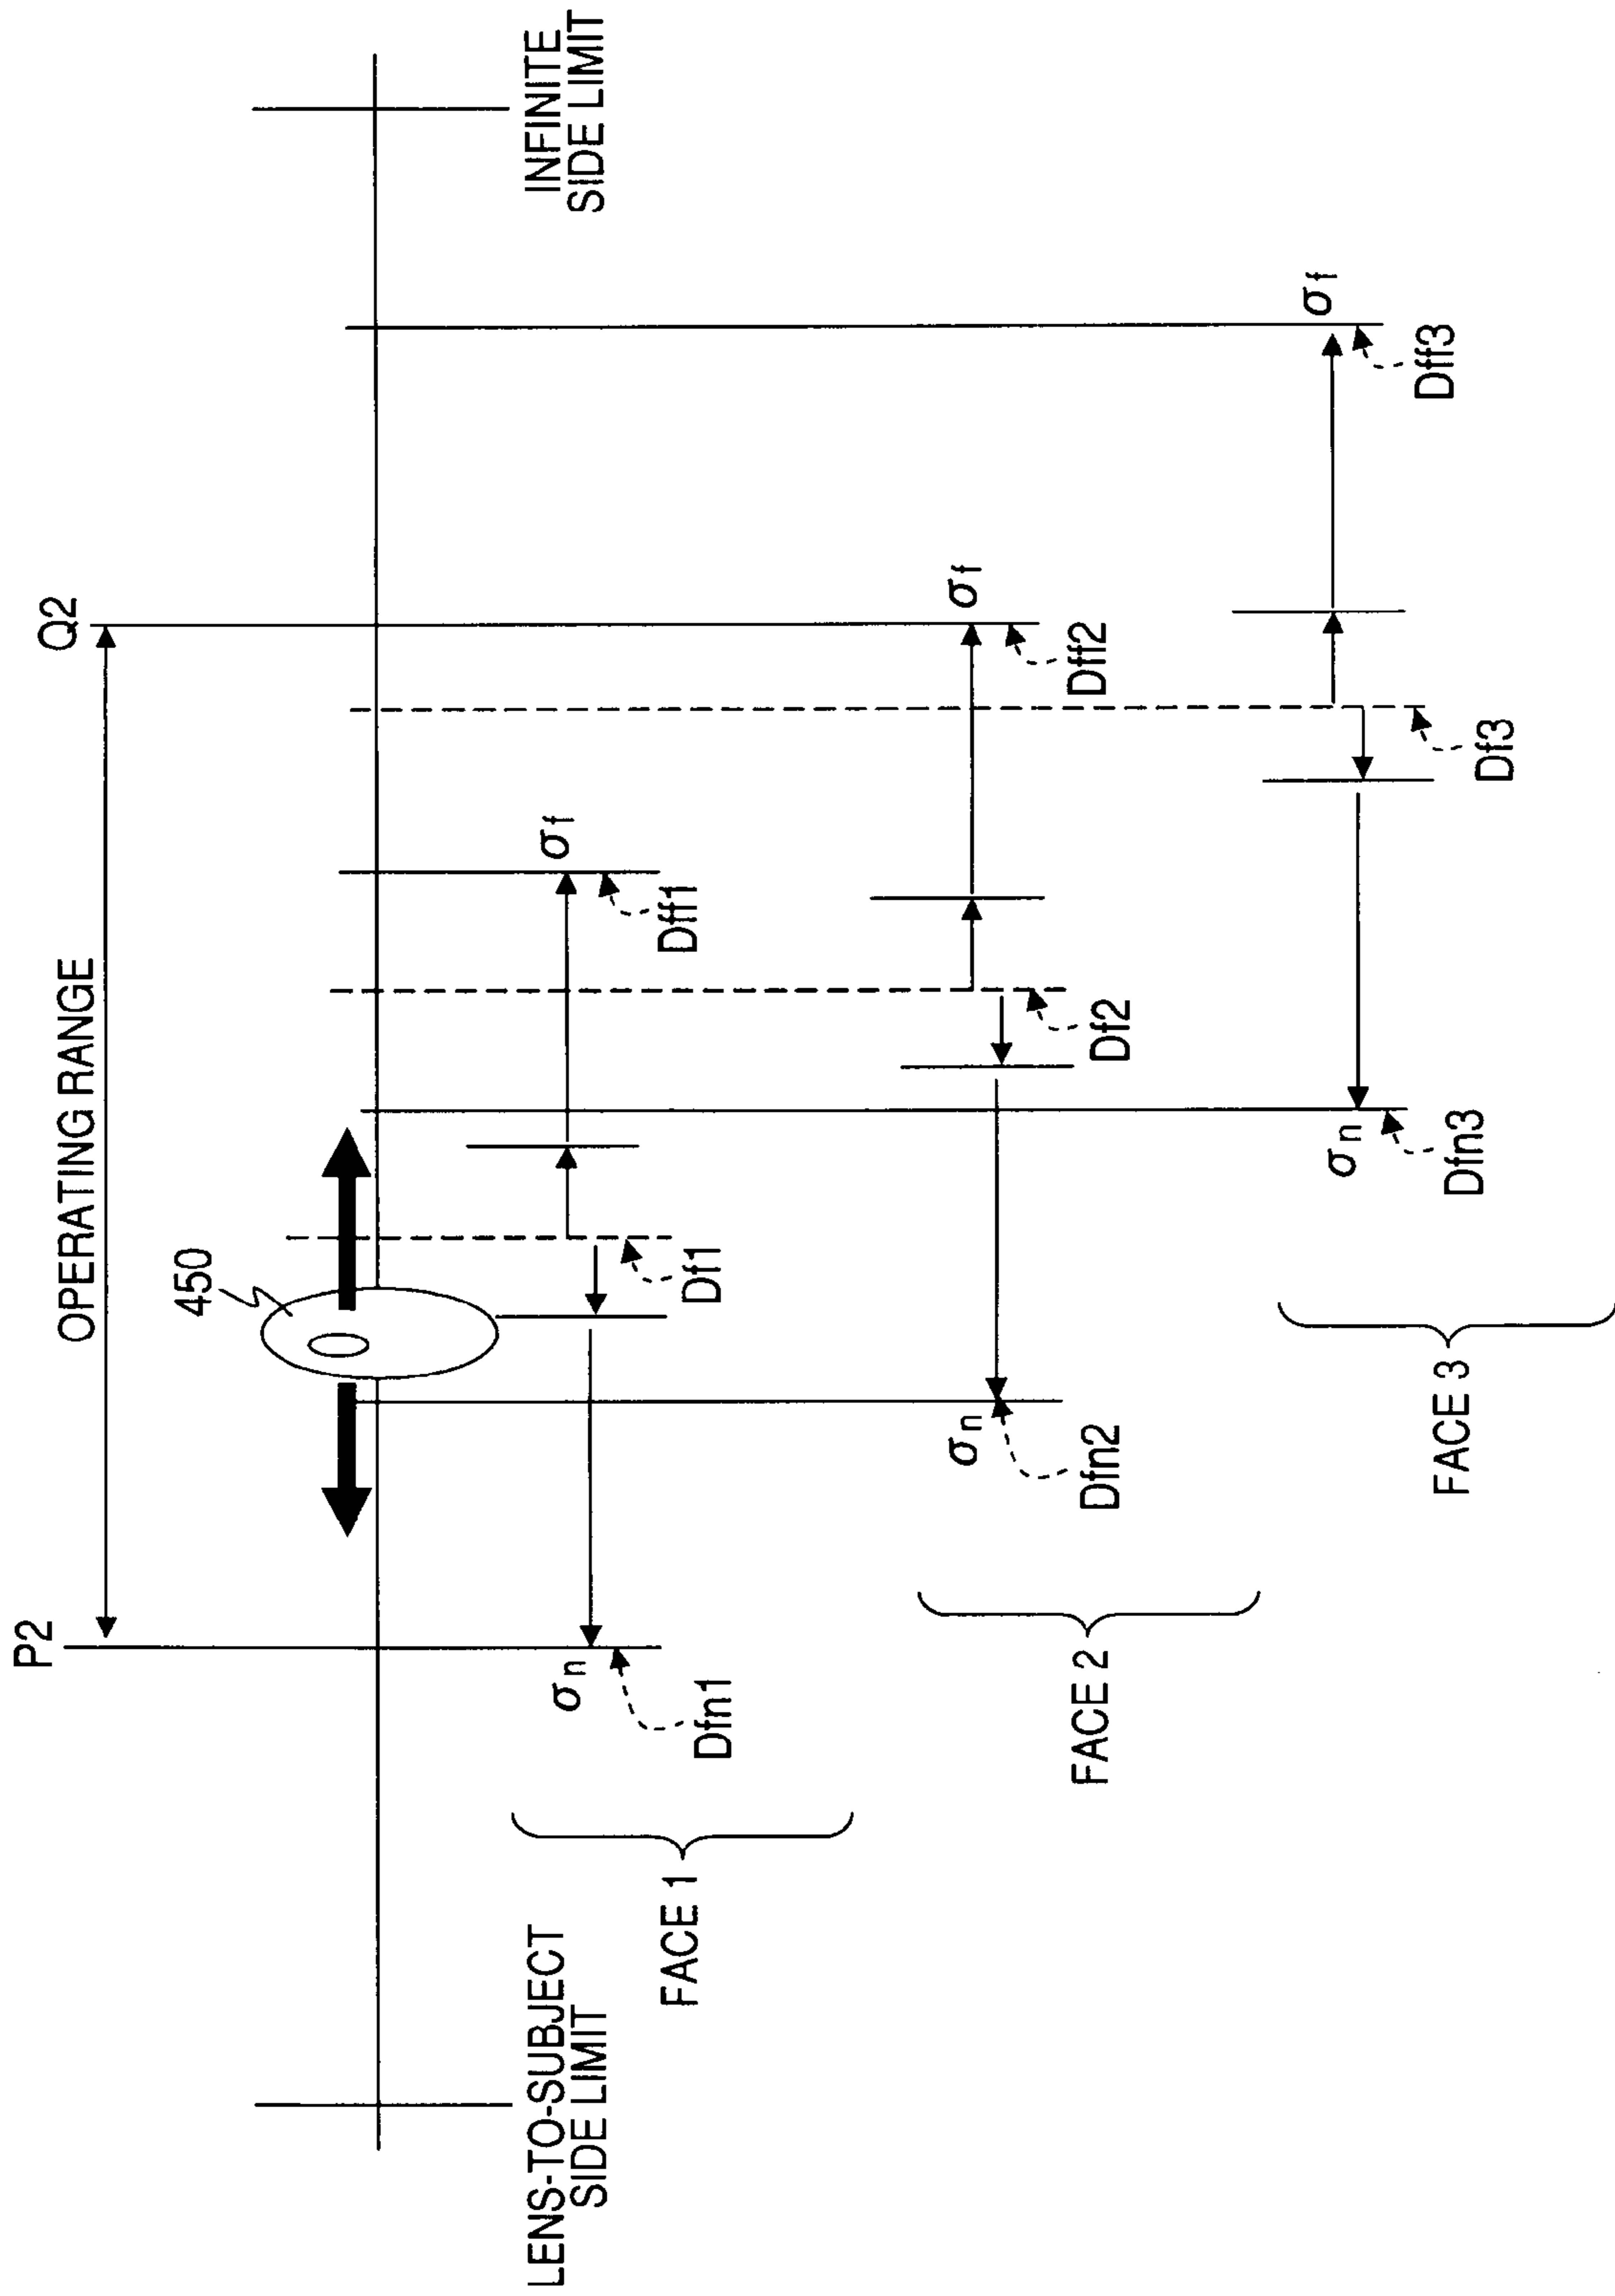 P2
OPERATING RANGE
Q2
450
LENS-TO-SUBJECT
SIDE LIMIT
INFINITE
SIDE LIMIT
FACE 1
σn
Dfn1
Df1
σf
Dff1
FACE 2
σn
Dfn2
Df2
σf
Dff2
FACE 3
σn
Dfn3
Df3
σf
Dff3